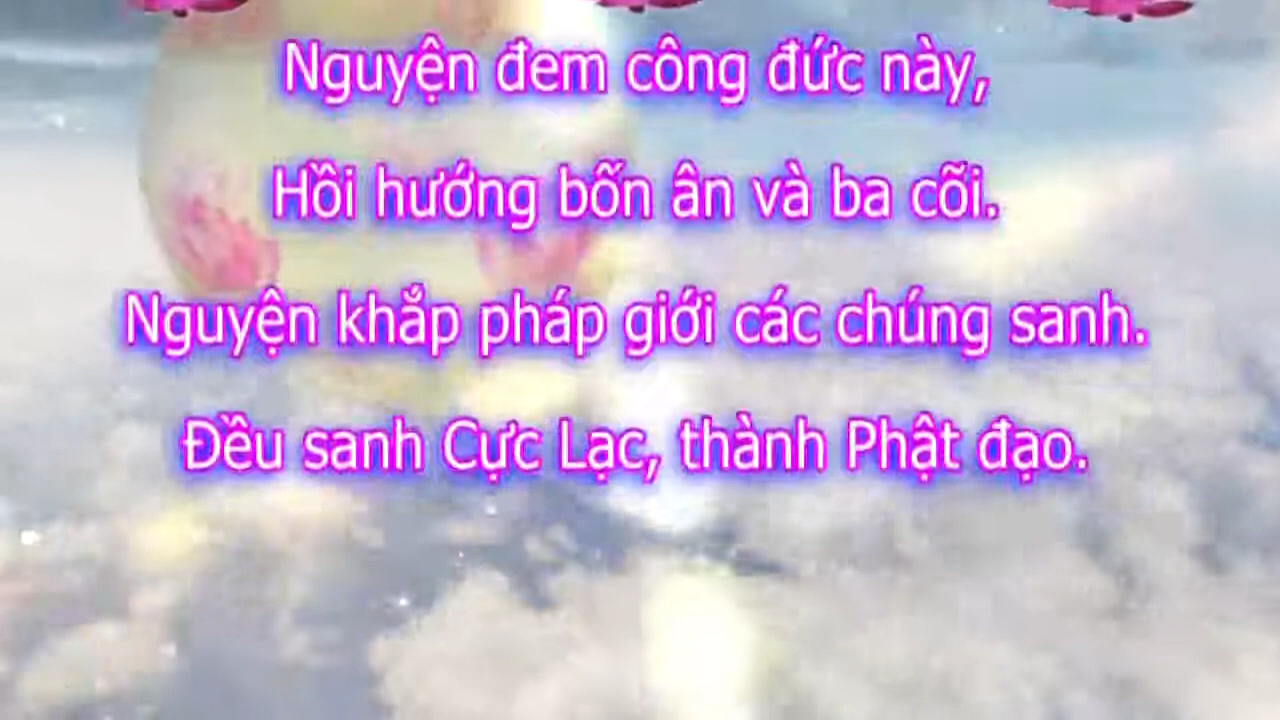 Nguyện đem công đức này,
Hồi hướng bốn ân và ba cõi.
Nguyện khắp pháp giới các chúng sanh.
Đều sanh Cực Lạc, thành Phật đạo.